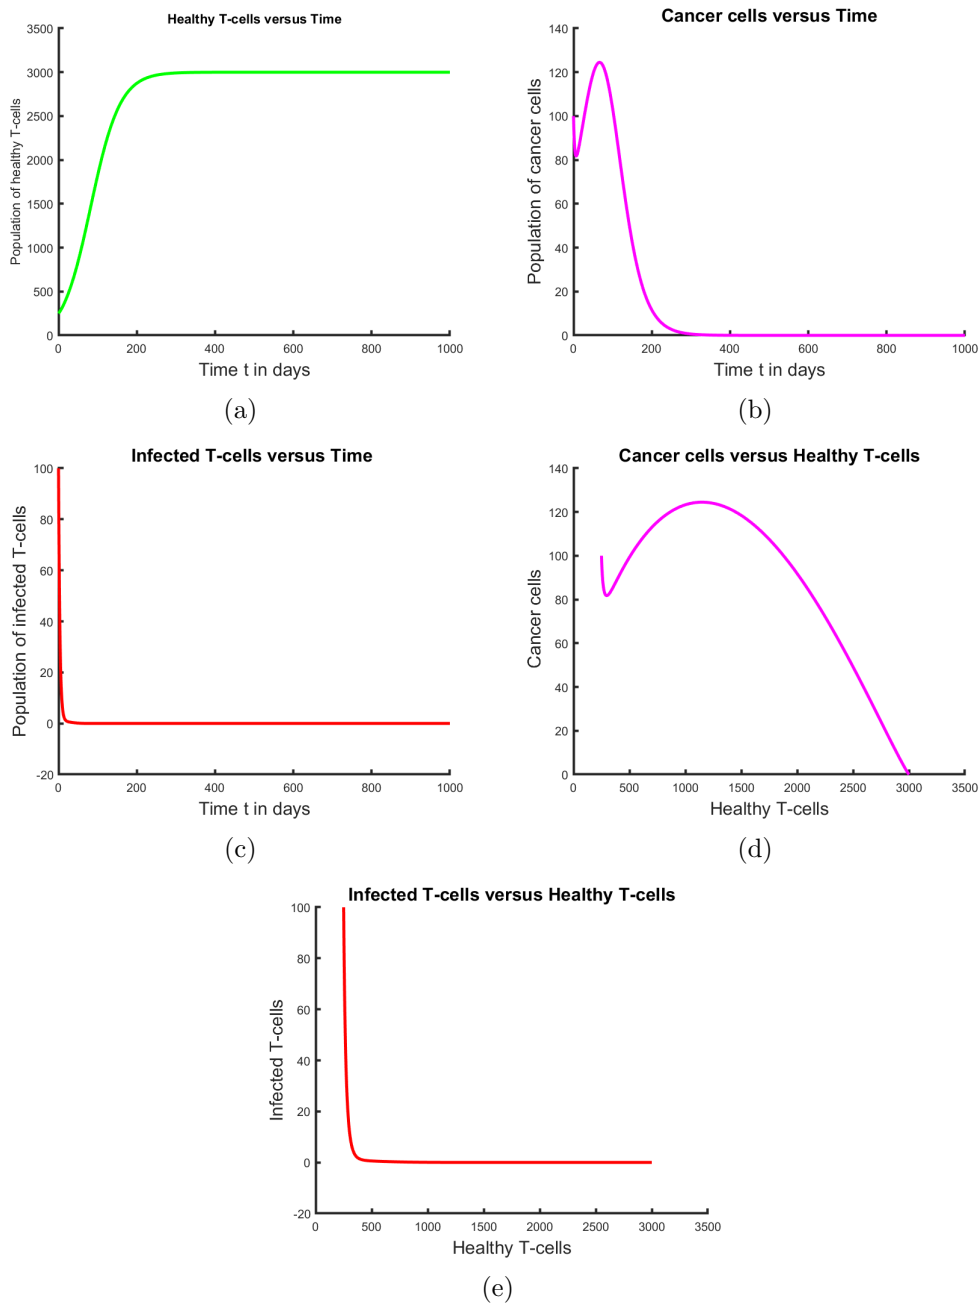 Healthy T-cells versus Time
Population of healthy T-cells
3500
3000
2500
2000
1500
1000
500
0
0 200 400 600 800 1000
Time t in days
(a)
Cancer cells versus Time
Population of cancer cells
140
120
100
80
60
40
20
0
0 200 400 600 800 1000
Time t in days
(b)
Infected T-cells versus Time
Population of infected T-cells
100
80
60
40
20
0
-20
0 200 400 600 800 1000
Time t in days
(c)
Cancer cells versus Healthy T-cells
Cancer cells
140
120
100
80
60
40
20
0
0 500 1000 1500 2000 2500 3000 3500
Healthy T-cells
(d)
Infected T-cells versus Healthy T-cells
Infected T-cells
100
80
60
40
20
0
-20
0 500 1000 1500 2000 2500 3000 3500
Healthy T-cells
(e)